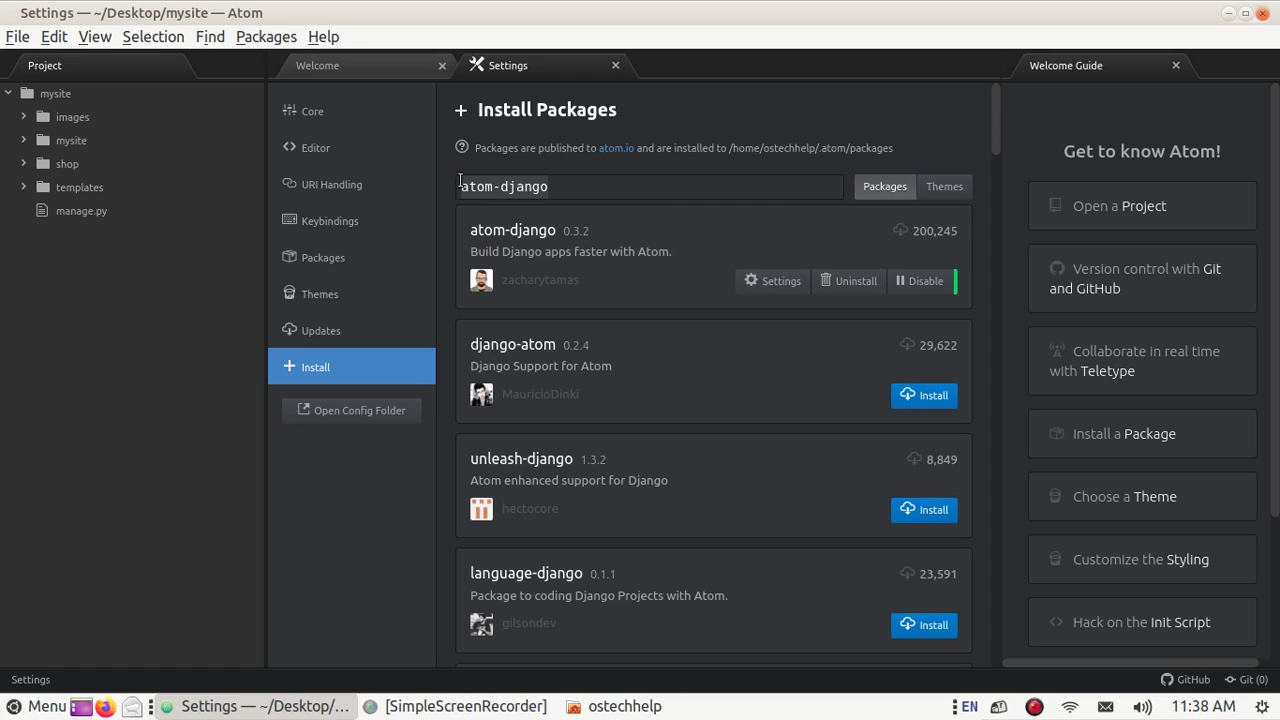 Settings — ~/Desktop/mysite — Atom
File Edit View Selection Find Packages Help
Project
mysite
images
mysite
shop
templates
manage.py
Welcome
Settings
Core
Editor
URI Handling
Keybindings
Packages
Themes
Updates
Install
Open Config Folder
Install Packages
Packages are published to atom.io and are installed to /home/ostechhelp/.atom/packages
atom-django
Packages Themes
atom-django 0.3.2 200,245
Build Django apps faster with Atom.
zacharytamas Settings Uninstall Disable
django-atom 0.2.4 29,622
Django Support for Atom
MauricioDinki Install
unleash-django 1.3.2 8,849
Atom enhanced support for Django
hectocore Install
language-django 0.1.1 23,591
Package to coding Django Projects with Atom.
gilsondev Install
Welcome Guide
Get to know Atom!
Open a Project
Version control with Git
and GitHub
Collaborate in real time
with Teletype
Install a Package
Choose a Theme
Customize the Styling
Hack on the Init Script
Settings GitHub Git (0)
Menu Settings — ~/Desktop/... [SimpleScreenRecorder] ostechhelp EN 11:38 AM